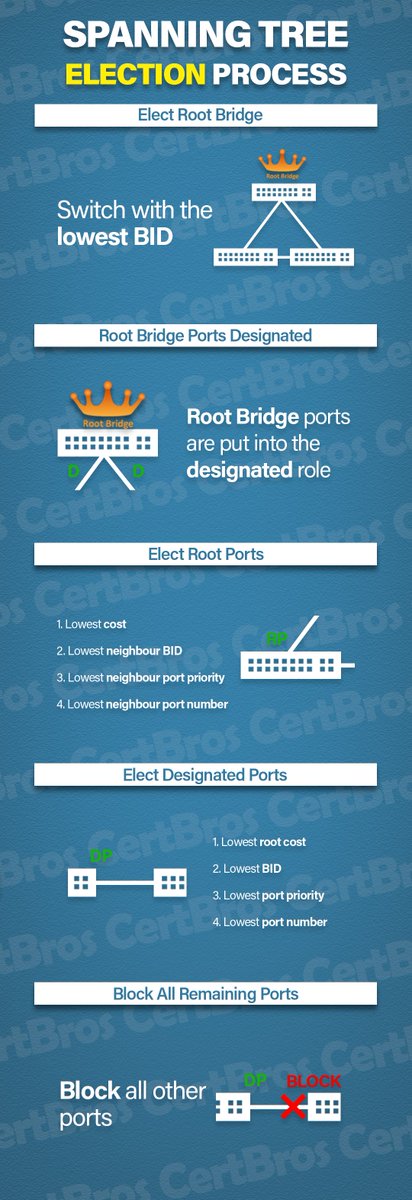 SPANNING TREE
ELECTION PROCESS
Elect Root Bridge
Root Bridge
Switch with the
lowest BID
Root Bridge Ports Designated
Root Bridge
D
D
Root Bridge ports
are put into the
designated role
Elect Root Ports
1. Lowest cost
2. Lowest neighbour BID
3. Lowest neighbour port priority
4. Lowest neighbour port number
RP
Elect Designated Ports
DP
1. Lowest root cost
2. Lowest BID
3. Lowest port priority
4. Lowest port number
Block All Remaining Ports
Block all other
ports
DP
BLOCK
CertBros